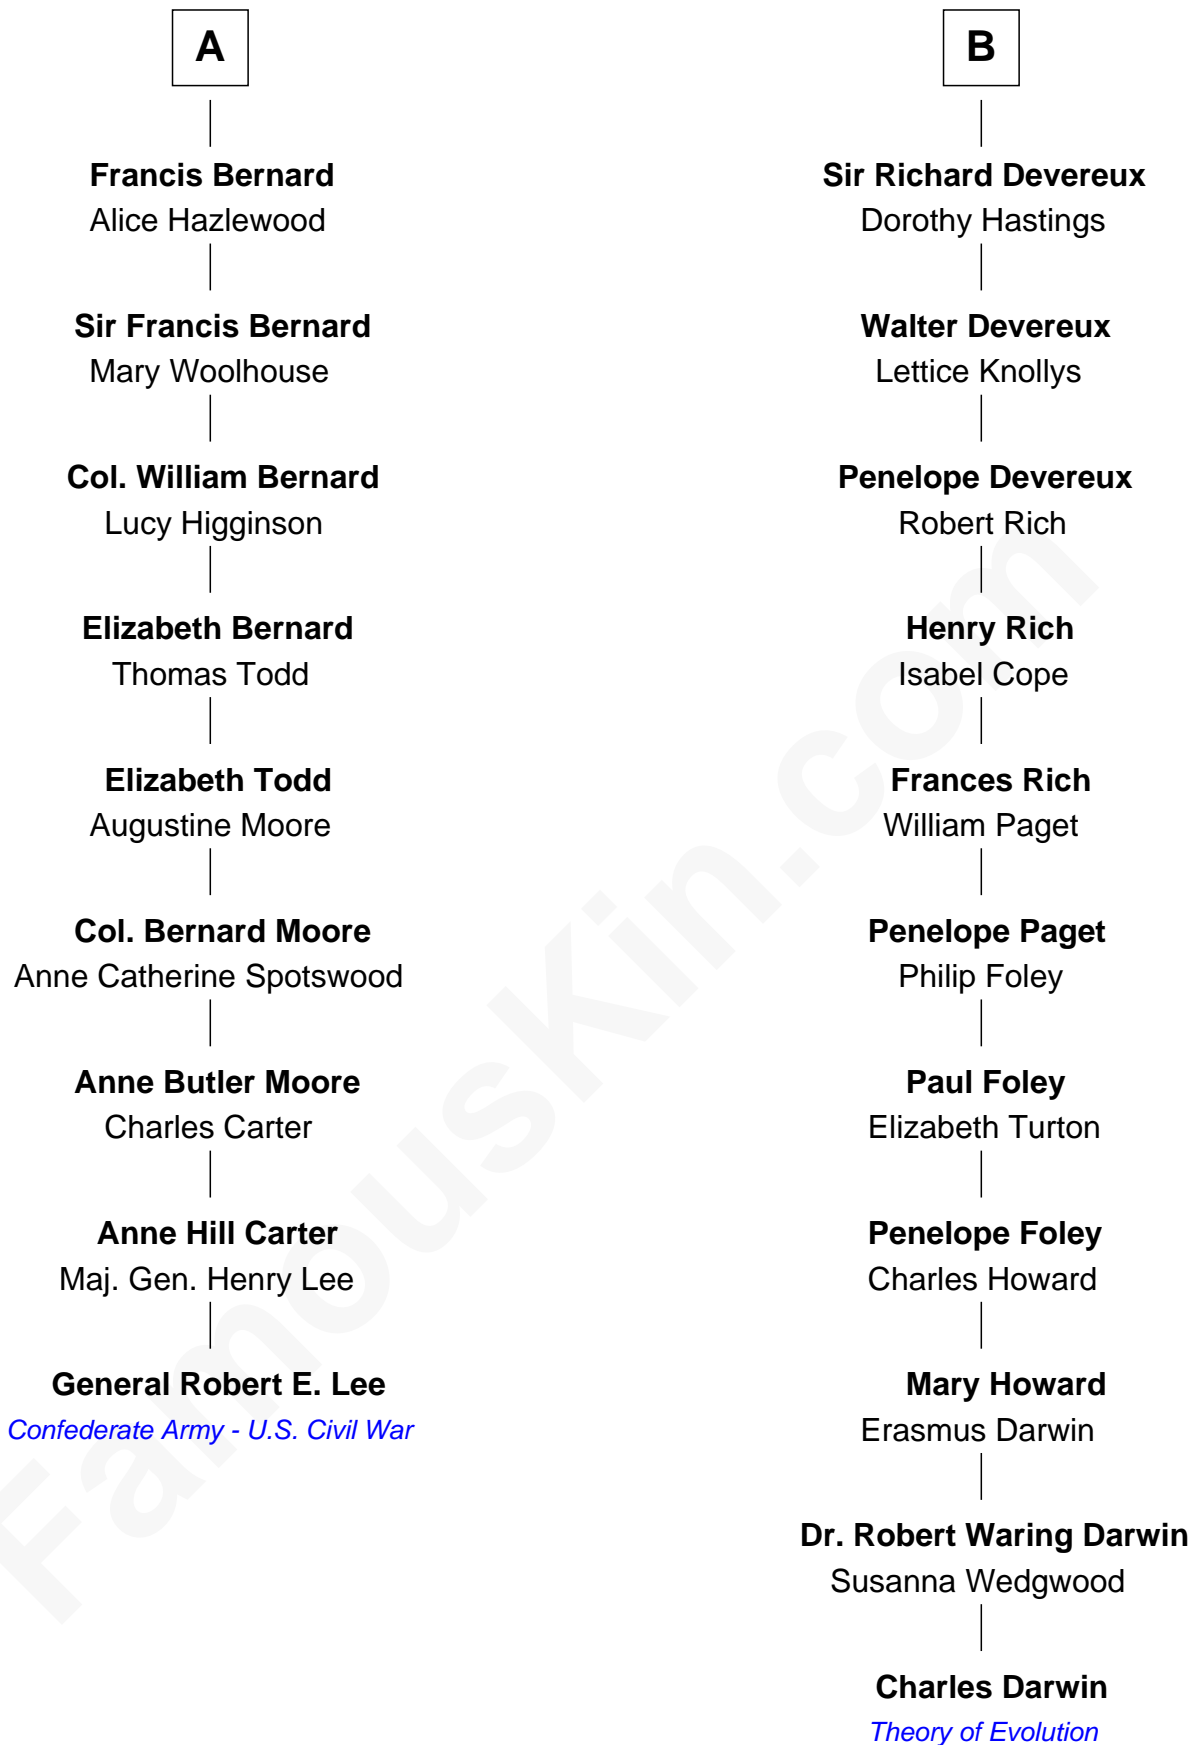 A
Francis Bernard
Alice Hazlewood
Sir Francis Bernard
Mary Woolhouse
Col. William Bernard
Lucy Higginson
Elizabeth Bernard
Thomas Todd
Elizabeth Todd
Augustine Moore
Col. Bernard Moore
Anne Catherine Spotswood
Anne Butler Moore
Charles Carter
Anne Hill Carter
Maj. Gen. Henry Lee
General Robert E. Lee
Confederate Army - U.S. Civil War
B
Sir Richard Devereux
Dorothy Hastings
Walter Devereux
Lettice Knollys
Penelope Devereux
Robert Rich
Henry Rich
Isabel Cope
Frances Rich
William Paget
Penelope Paget
Philip Foley
Paul Foley
Elizabeth Turton
Penelope Foley
Charles Howard
Mary Howard
Erasmus Darwin
Dr. Robert Waring Darwin
Susanna Wedgwood
Charles Darwin
Theory of Evolution
FamousKin.com